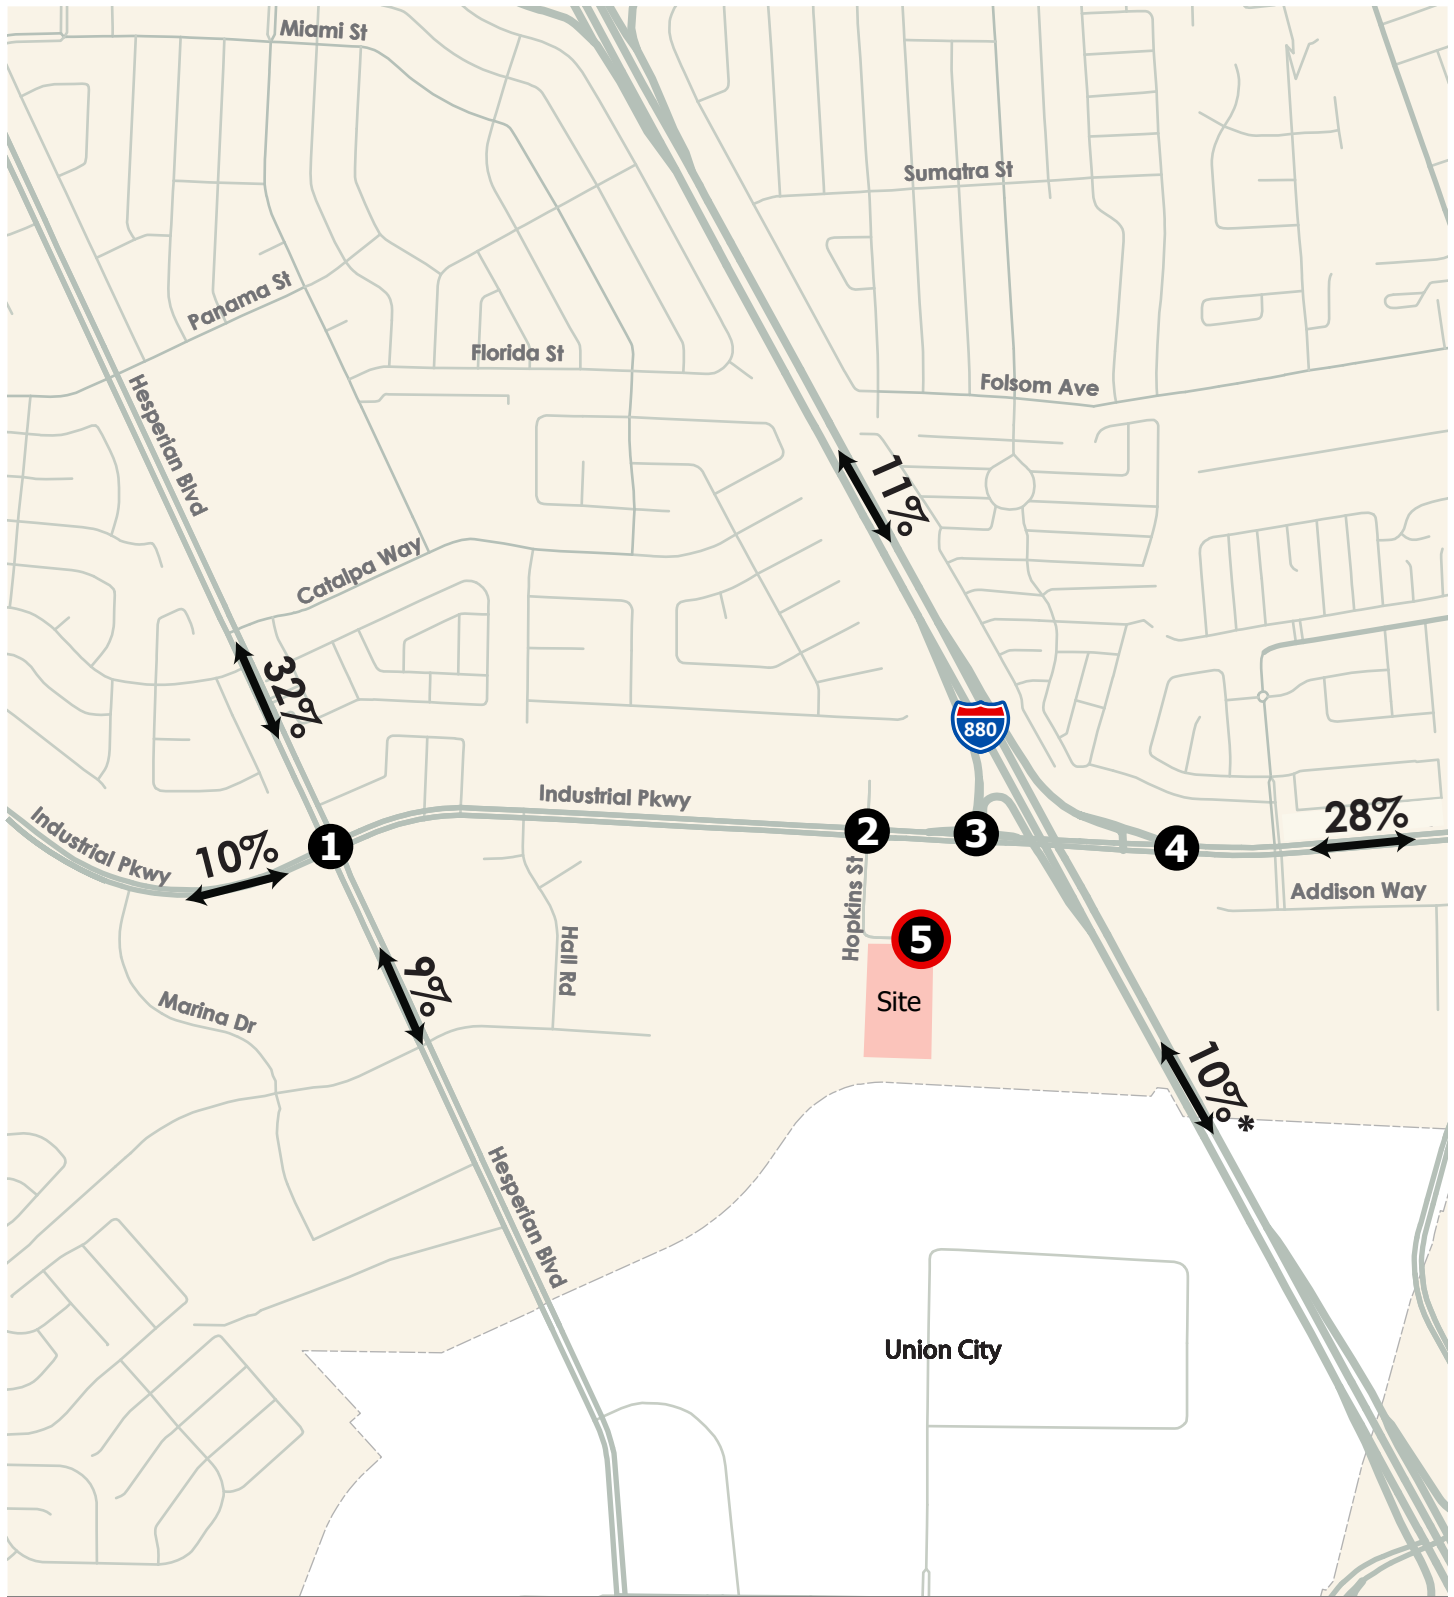 Miami St
Sumatra St
Panama St
Florida St
Folsom Ave
Hesperian Blvd
11%
Catalpa Way
32%
880
Industrial Pkwy
Industrial Pkwy
10%
1
2
3
4
28%
Addison Way
Hopkins St
5
Site
Hall Rd
9%
Marina Dr
10%*
Hesperian Blvd
Union City